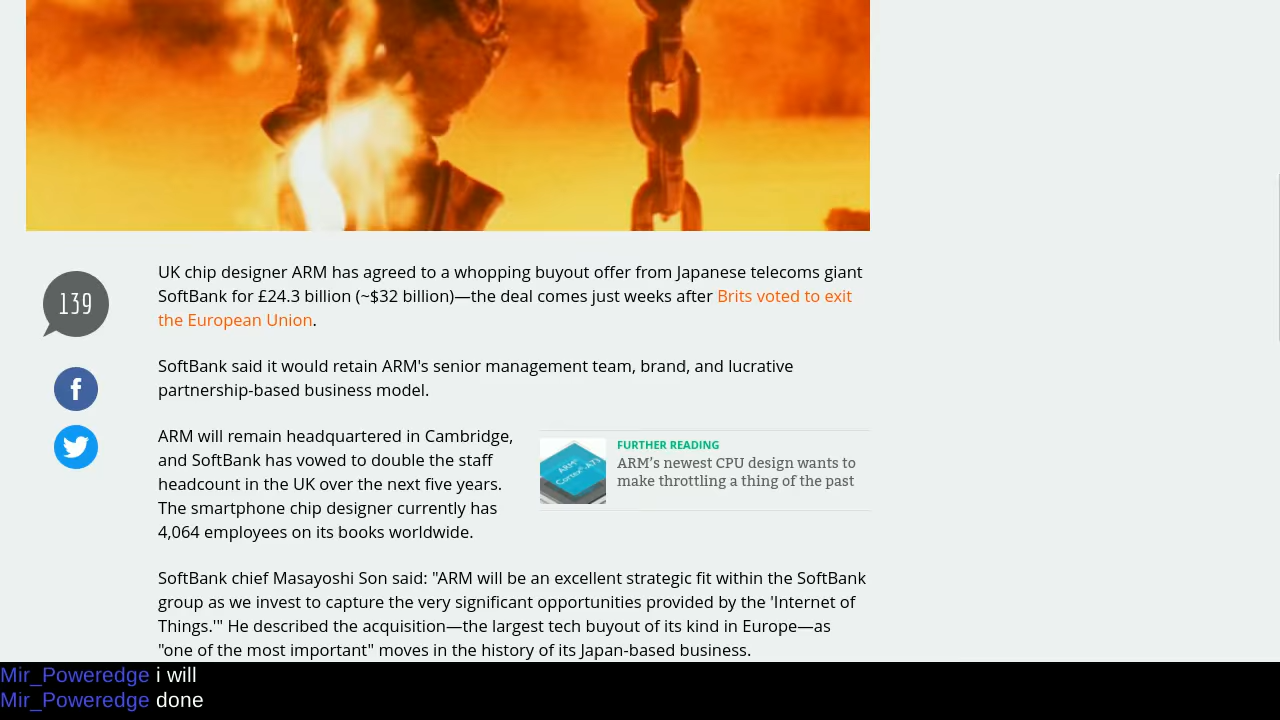 139
UK chip designer ARM has agreed to a whopping buyout offer from Japanese telecoms giant
SoftBank for £24.3 billion (~$32 billion)—the deal comes just weeks after Brits voted to exit
the European Union.
SoftBank said it would retain ARM's senior management team, brand, and lucrative
partnership-based business model.
ARM will remain headquartered in Cambridge,
and SoftBank has vowed to double the staff
headcount in the UK over the next five years.
The smartphone chip designer currently has
4,064 employees on its books worldwide.
ARM
Cortex-A73
FURTHER READING
ARM's newest CPU design wants to
make throttling a thing of the past
SoftBank chief Masayoshi Son said: "ARM will be an excellent strategic fit within the SoftBank
group as we invest to capture the very significant opportunities provided by the 'Internet of
Things.'" He described the acquisition—the largest tech buyout of its kind in Europe—as
"one of the most important" moves in the history of its Japan-based business.
Mir_Poweredge i will
Mir_Poweredge done